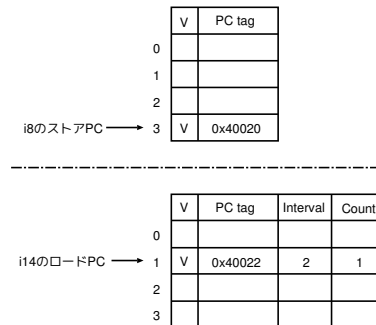 V PC tag
0
1
2
i8のストアPC 3 V 0x40020
V PC tag Interval Count
0
i14のロードPC 1 V 0x40022 2 1
2
3